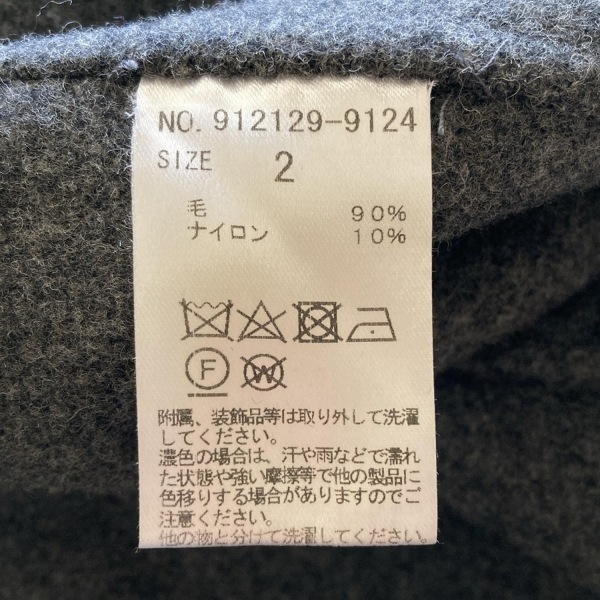 NO. 912129-9124
SIZE 2
毛 90%
ナイロン 10%
F W
附属、装飾品等は取り外して洗濯
してください。
濃色の場合は、汗や雨などで濡れ
た状態や強い摩擦等で他の製品に
色移りする場合がありますのでご
注意ください。
他の物と分けて洗濯してください。